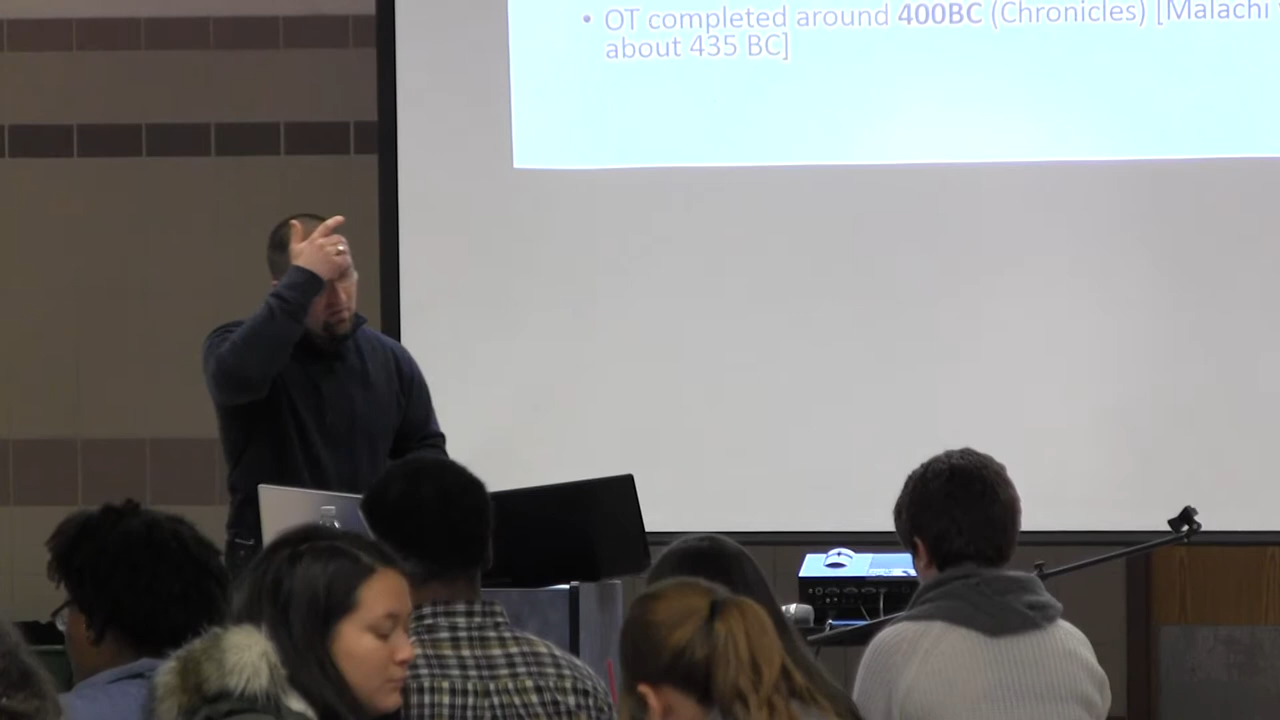 • OT completed around 400BC (Chronicles) [Malachi
about 435 BC]